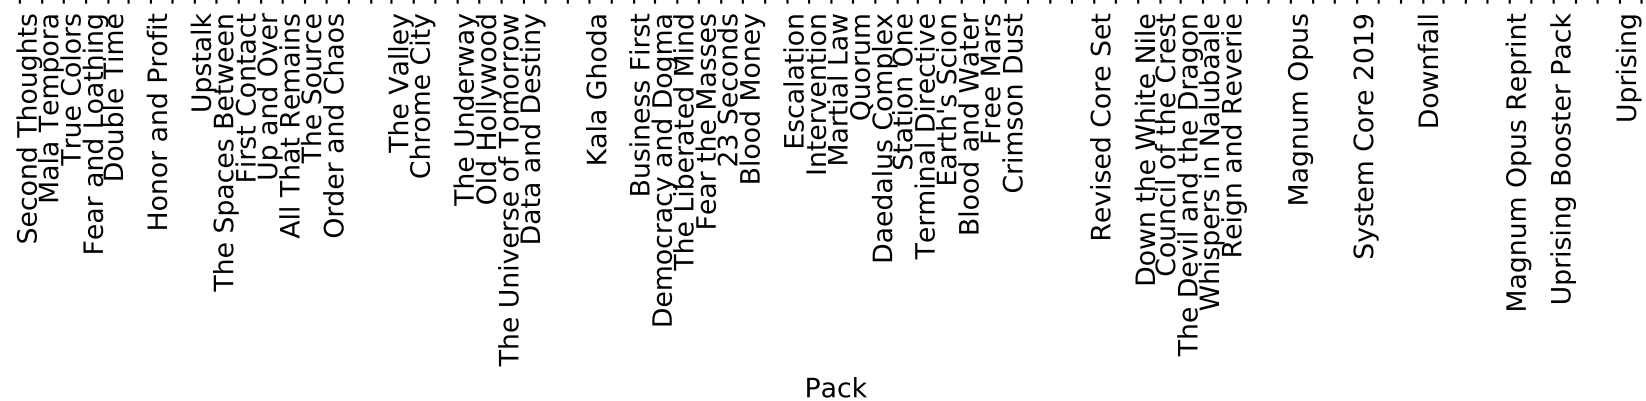 Second Thoughts
Mala Tempora
True Colors
Fear and Loathing
Double Time
Honor and Profit
Upstalk
The Spaces Between
First Contact
Up and Over
All That Remains
The Source
Order and Chaos
The Valley
Chrome City
The Underway
Old Hollywood
The Universe of Tomorrow
Data and Destiny
Kala Ghoda
Business First
Democracy and Dogma
The Liberated Mind
Fear the Masses
23 Seconds
Blood Money
Escalation
Intervention
Martial Law
Quorum
Daedalus Complex
Station One
Terminal Directive
Earth's Scion
Blood and Water
Free Mars
Crimson Dust
Revised Core Set
Down the White Nile
Council of the Crest
The Devil and the Dragon
Whispers in Nalubaale
Reign and Reverie
Magnum Opus
System Core 2019
Downfall
Magnum Opus Reprint
Uprising Booster Pack
Uprising
Pack